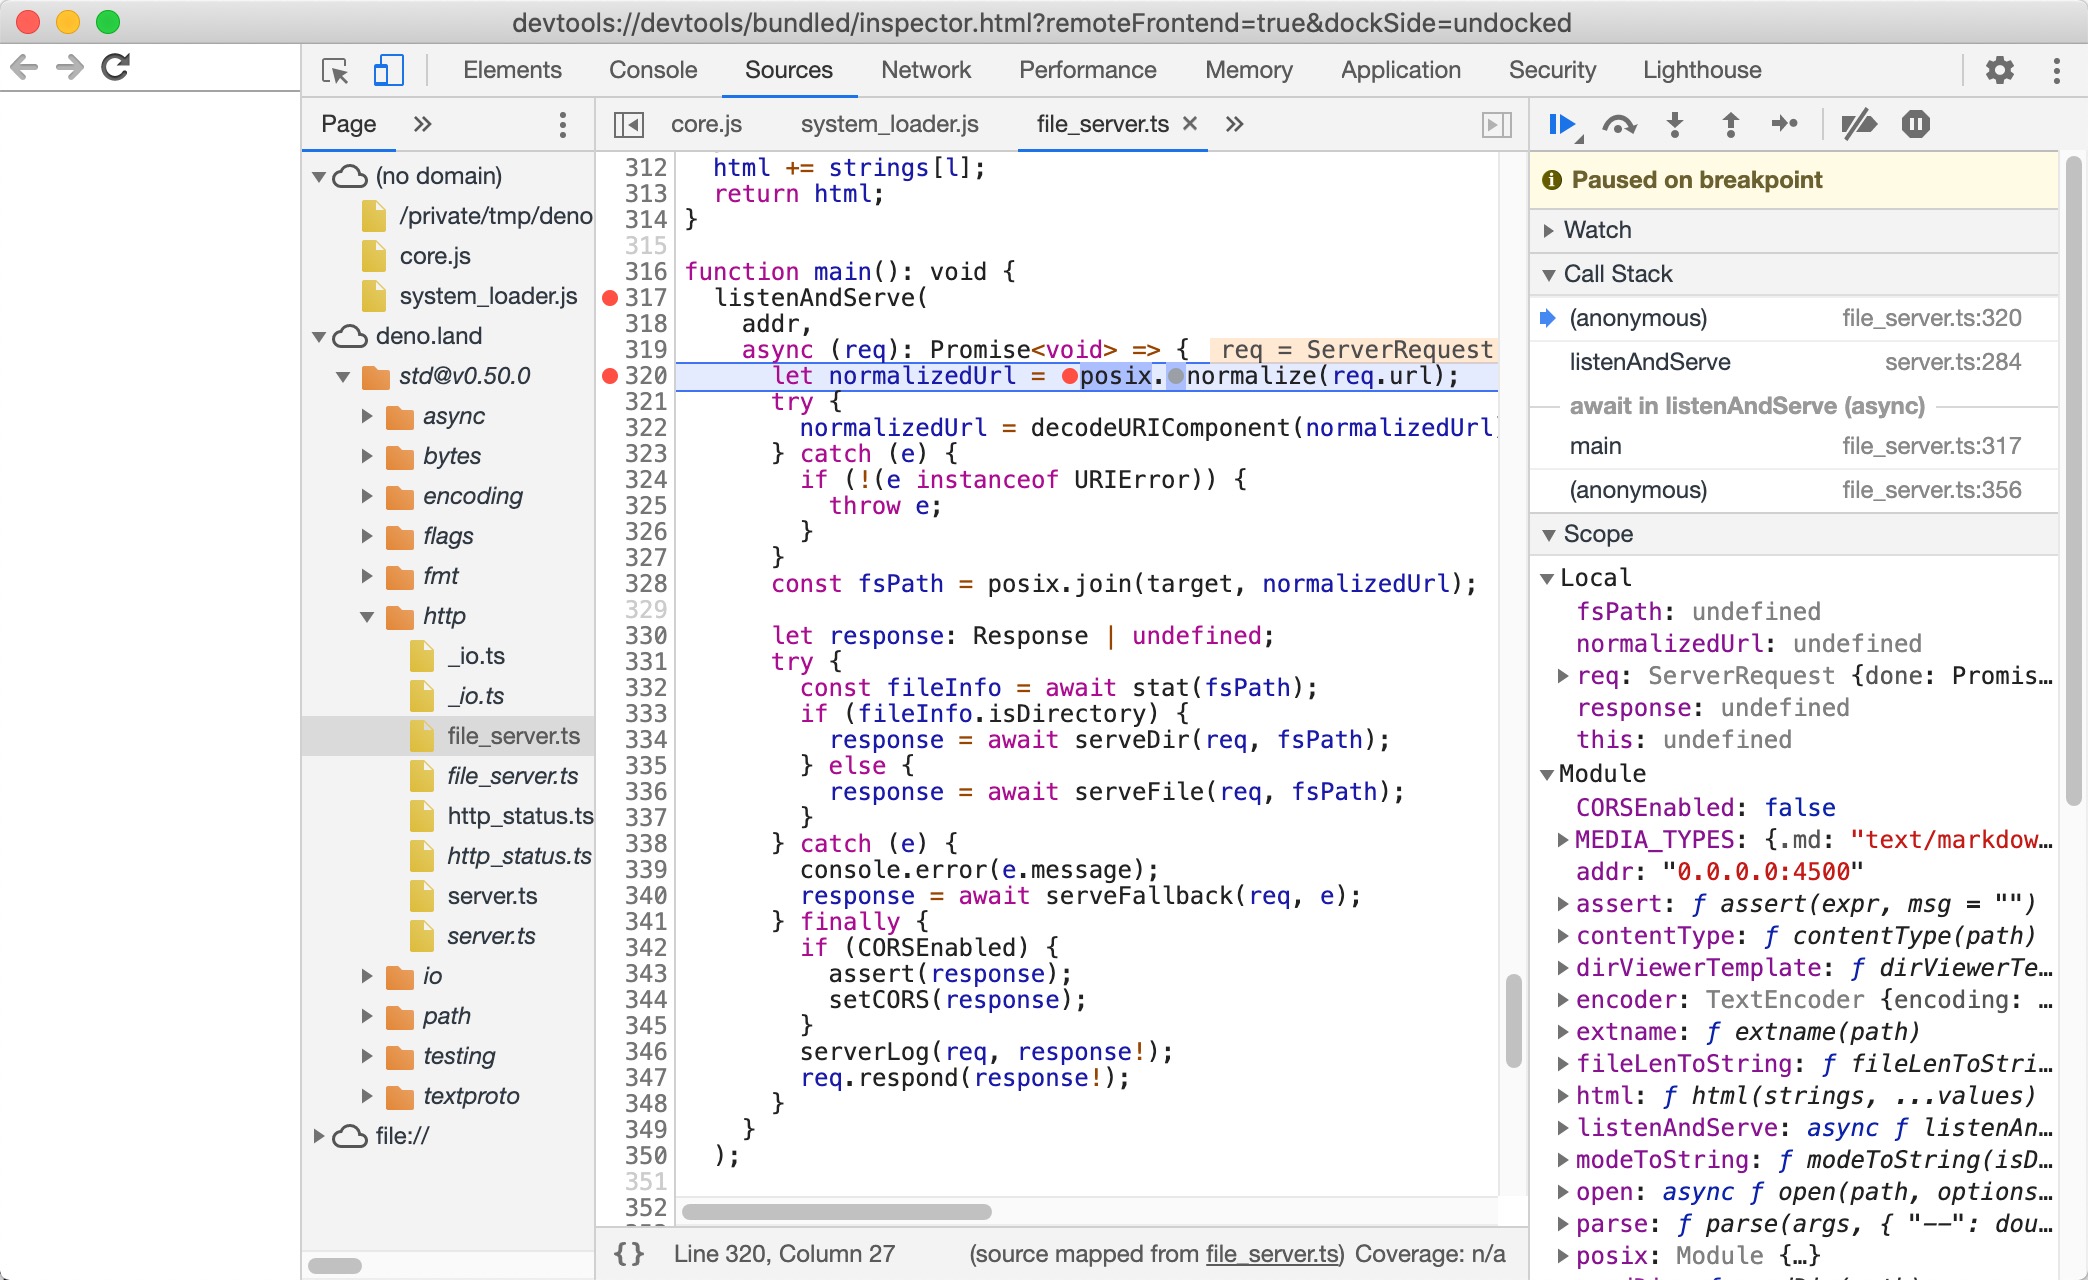 devtools://devtools/bundled/inspector.html?remoteFrontend=true&dockSide=undocked
Elements Console Sources Network Performance Memory Application Security Lighthouse
Page »
(no domain)
/private/tmp/deno
core.js
system_loader.js
deno.land
std@v0.50.0
async
bytes
encoding
flags
fmt
http
_io.ts
_io.ts
file_server.ts
file_server.ts
http_status.ts
http_status.ts
server.ts
server.ts
io
path
testing
textproto
file://
core.js system_loader.js file_server.ts × »
312 html += strings[l];
313 return html;
314 }
315
316 function main(): void {
317 listenAndServe(
318 addr,
319 async (req): Promise<void> => { req = ServerRequest
320 let normalizedUrl = posix.normalize(req.url);
321 try {
322 normalizedUrl = decodeURIComponent(normalizedUrl
323 } catch (e) {
324 if (!(e instanceof URIError)) {
325 throw e;
326 }
327 }
328 const fsPath = posix.join(target, normalizedUrl);
329
330 let response: Response | undefined;
331 try {
332 const fileInfo = await stat(fsPath);
333 if (fileInfo.isDirectory) {
334 response = await serveDir(req, fsPath);
335 } else {
336 response = await serveFile(req, fsPath);
337 }
338 } catch (e) {
339 console.error(e.message);
340 response = await serveFallback(req, e);
341 } finally {
342 if (CORSEnabled) {
343 assert(response);
344 setCORS(response);
345 }
346 serverLog(req, response!);
347 req.respond(response!);
348 }
349 }
350 );
351
352
{} Line 320, Column 27 (source mapped from file_server.ts) Coverage: n/a
Paused on breakpoint
Watch
Call Stack
(anonymous) file_server.ts:320
listenAndServe server.ts:284
await in listenAndServe (async)
main file_server.ts:317
(anonymous) file_server.ts:356
Scope
Local
fsPath: undefined
normalizedUrl: undefined
req: ServerRequest {done: Promis…
response: undefined
this: undefined
Module
CORSEnabled: false
MEDIA_TYPES: {.md: "text/markdow…
addr: "0.0.0.0:4500"
assert: ƒ assert(expr, msg = "")
contentType: ƒ contentType(path)
dirViewerTemplate: ƒ dirViewerTe…
encoder: TextEncoder {encoding: …
extname: ƒ extname(path)
fileLenToString: ƒ fileLenToStri…
html: ƒ html(strings, ...values)
listenAndServe: async ƒ listenAn…
modeToString: ƒ modeToString(isD…
open: async ƒ open(path, options…
parse: ƒ parse(args, { "--": dou…
posix: Module {…}